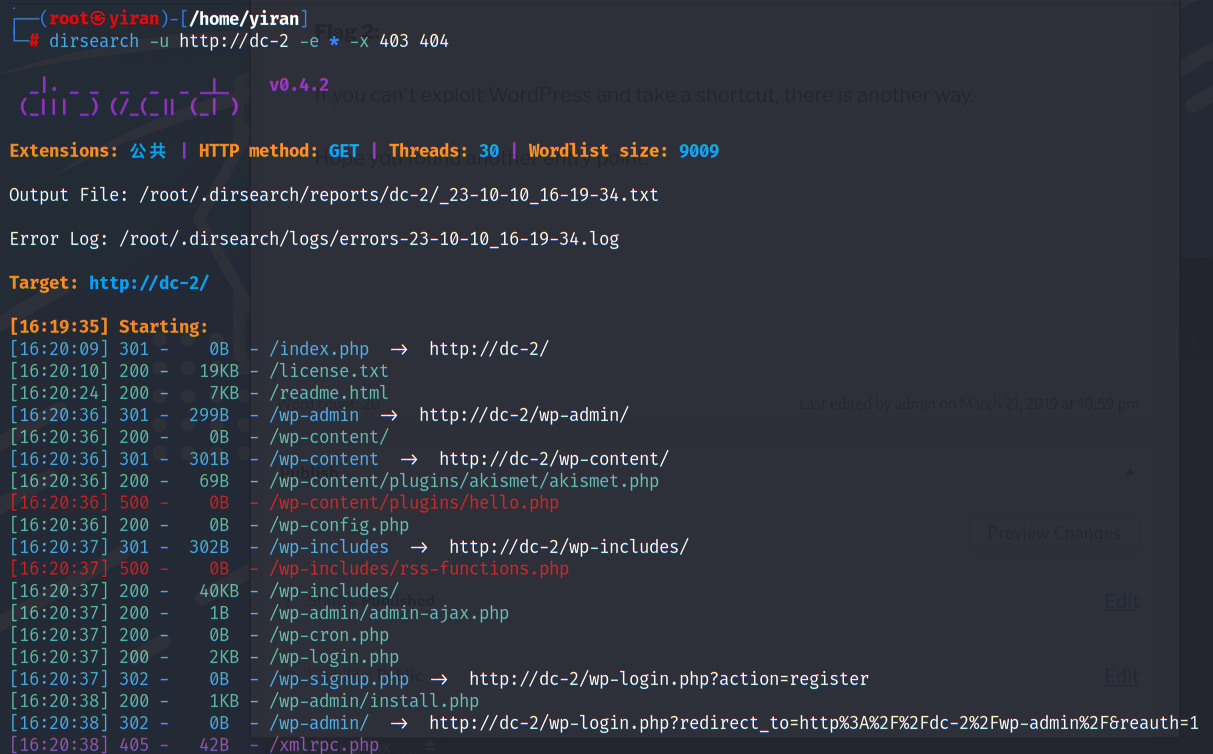 ┌──(root㉿yiran)-[/home/yiran]
└─# dirsearch -u http://dc-2 -e * -x 403 404
Flag 2:
_|. _ _  _  _  _ _|_    v0.4.2
(_||| _) (/_(_|| (_| )
If you can't exploit WordPress and take a shortcut, there is another way.
Extensions: 公共 | HTTP method: GET | Threads: 30 | Wordlist size: 9009
Output File: /root/.dirsearch/reports/dc-2/_23-10-10_16-19-34.txt
Error Log: /root/.dirsearch/logs/errors-23-10-10_16-19-34.log
Target: http://dc-2/
[16:19:35] Starting:
[16:20:09] 301 -    0B  - /index.php  ->  http://dc-2/
[16:20:10] 200 -   19KB - /license.txt
[16:20:24] 200 -    7KB - /readme.html
Last edited by admin on March 21, 2019 at 10:59 pm
[16:20:36] 301 -  299B  - /wp-admin  ->  http://dc-2/wp-admin/
[16:20:36] 200 -    0B  - /wp-content/
[16:20:36] 301 -  301B  - /wp-content  ->  http://dc-2/wp-content/
Publish
[16:20:36] 200 -   69B  - /wp-content/plugins/akismet/akismet.php
[16:20:36] 500 -    0B  - /wp-content/plugins/hello.php
[16:20:36] 200 -    0B  - /wp-config.php
Preview Changes
[16:20:37] 301 -  302B  - /wp-includes  ->  http://dc-2/wp-includes/
[16:20:37] 500 -    0B  - /wp-includes/rss-functions.php
[16:20:37] 200 -   40KB - /wp-includes/
Edit
[16:20:37] 200 -    1B  - /wp-admin/admin-ajax.php
[16:20:37] 200 -    0B  - /wp-cron.php
[16:20:37] 200 -    2KB - /wp-login.php
Edit
[16:20:37] 302 -    0B  - /wp-signup.php  ->  http://dc-2/wp-login.php?action=register
[16:20:38] 200 -    1KB - /wp-admin/install.php
[16:20:38] 302 -    0B  - /wp-admin/  ->  http://dc-2/wp-login.php?redirect_to=http%3A%2F%2Fdc-2%2Fwp-admin%2F&reauth=1
[16:20:38] 405 -   42B  - /xmlrpc.php